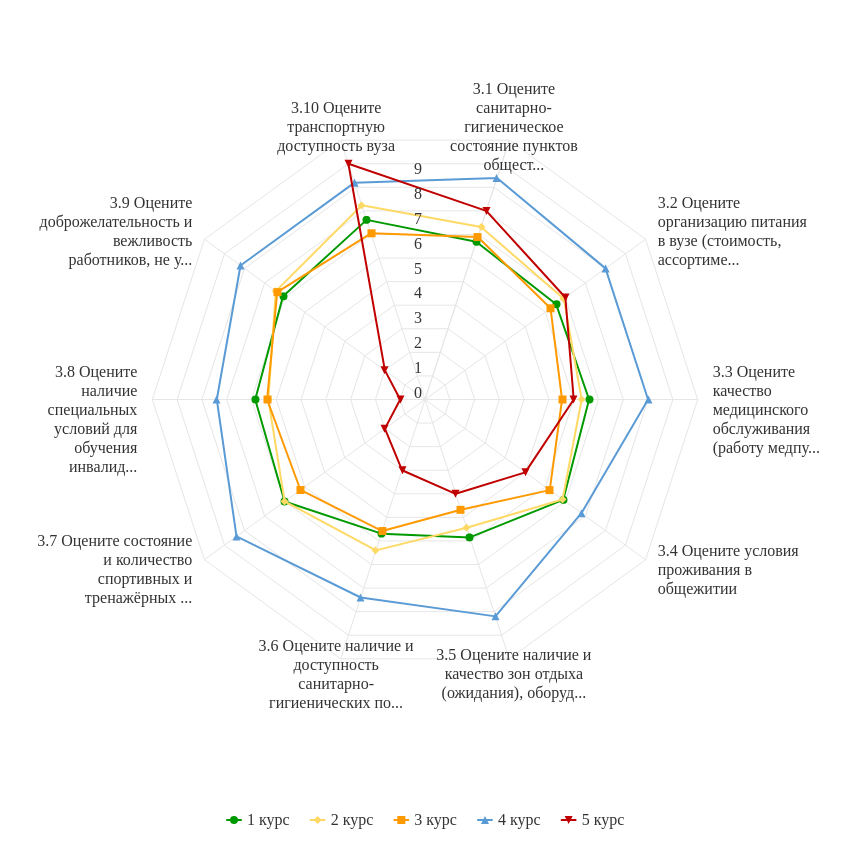 3.1 Оцените
санитарно-
гигиеническое
состояние пунктов
общест...
3.10 Оцените
транспортную
доступность вуза
3.2 Оцените
организацию питания
в вузе (стоимость,
ассортиме...
3.9 Оцените
доброжелательность и
вежливость
работников, не у...
9
8
7
6
5
4
3
2
1
0
3.3 Оцените
качество
медицинского
обслуживания
(работу медпу...
3.8 Оцените
наличие
специальных
условий для
обучения
инвалид...
3.4 Оцените условия
проживания в
общежитии
3.7 Оцените состояние
и количество
спортивных и
тренажёрных ...
3.6 Оцените наличие и
доступность
санитарно-
гигиенических по...
3.5 Оцените наличие и
качество зон отдыха
(ожидания), оборуд...
1 курс 2 курс 3 курс 4 курс 5 курс